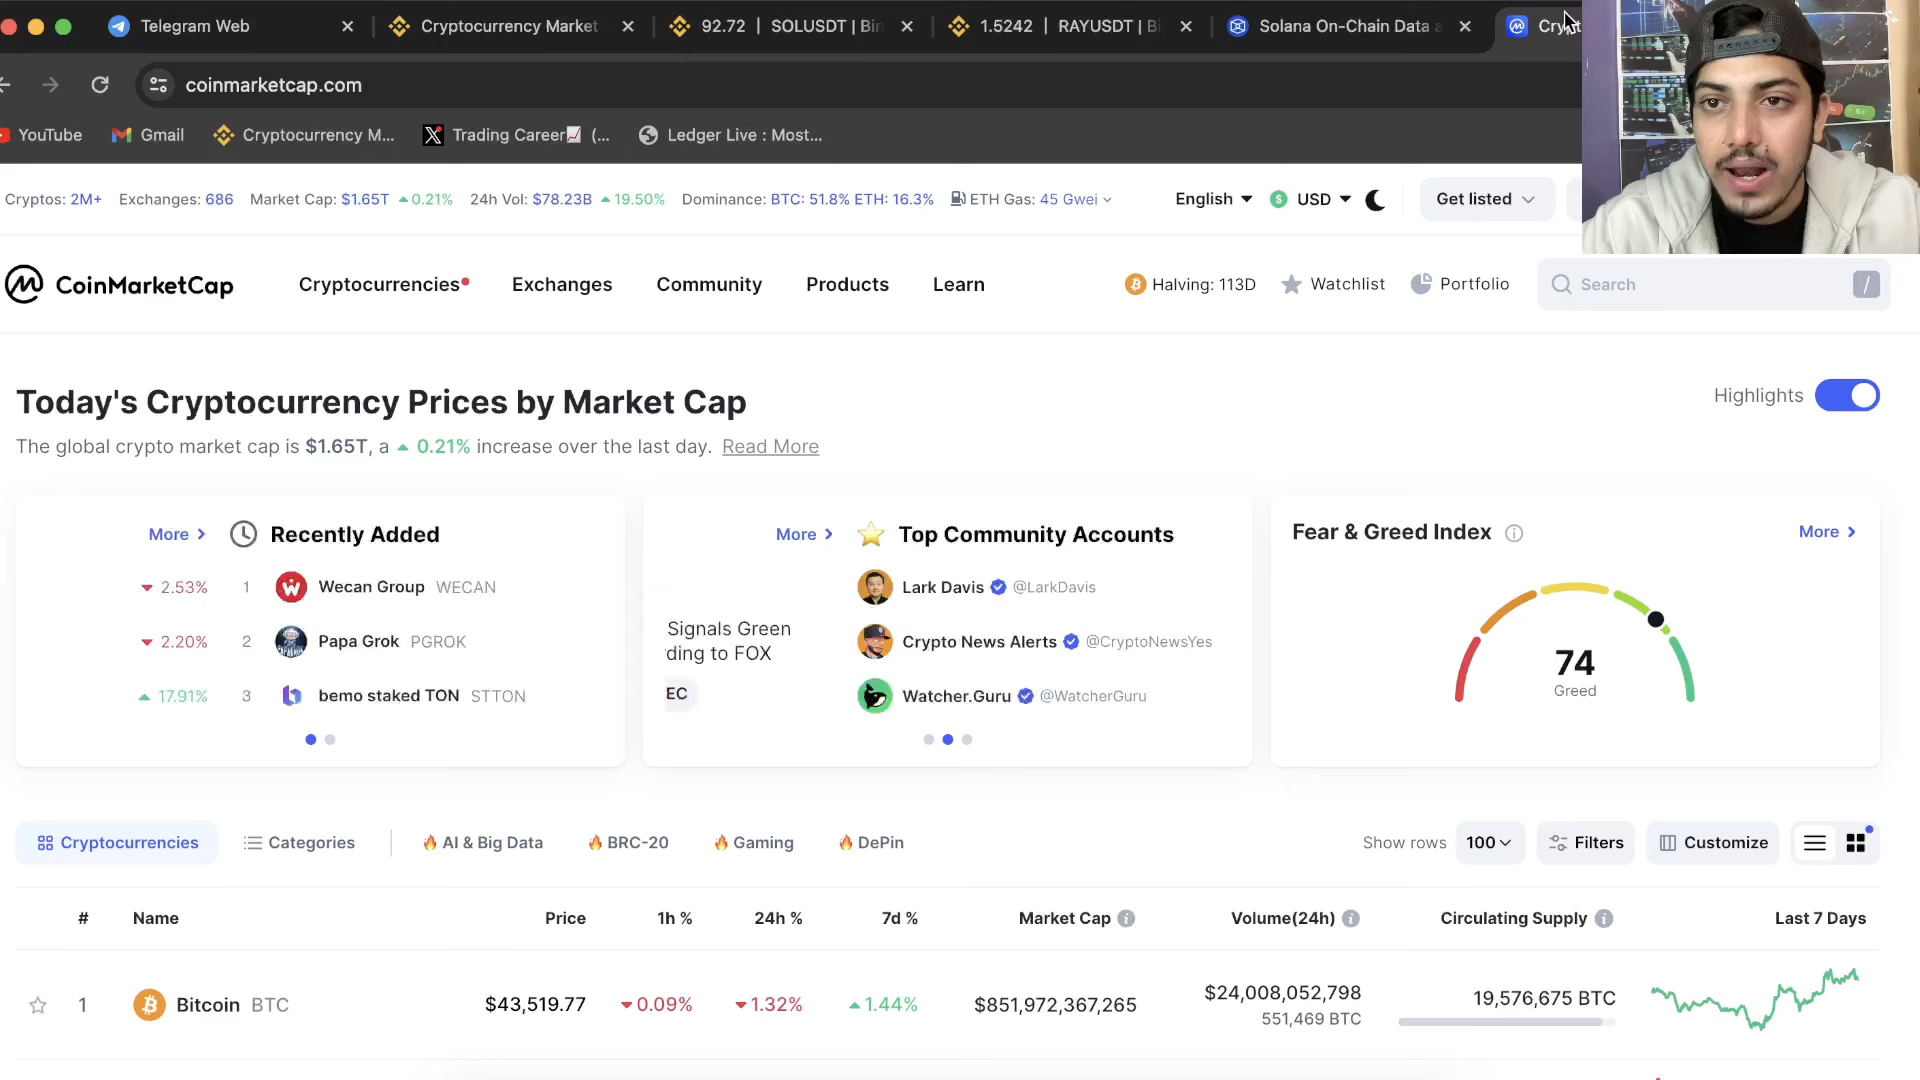 Telegram Web
Cryptocurrency Market
92.72 | SOLUSDT | Bin
1.5242 | RAYUSDT | Bi
Solana On-Chain Data a
coinmarketcap.com
YouTube
Gmail
Cryptocurrency M...
Trading Career📈 (...
Ledger Live : Most...
Cryptos: 2M+ Exchanges: 686 Market Cap: $1.65T ▲0.21% 24h Vol: $78.23B ▲19.50% Dominance: BTC: 51.8% ETH: 16.3% ETH Gas: 45 Gwei
English
USD
Get listed
CoinMarketCap
Cryptocurrencies
Exchanges
Community
Products
Learn
Halving: 113D
Watchlist
Portfolio
Search
/
Today's Cryptocurrency Prices by Market Cap
Highlights
The global crypto market cap is $1.65T, a ▲ 0.21% increase over the last day. Read More
More >
Recently Added
▼ 2.53% 1 Wecan Group WECAN
▼ 2.20% 2 Papa Grok PGROK
▲ 17.91% 3 bemo staked TON STTON
More >
Top Community Accounts
Signals Green
rding to FOX
EC
Lark Davis @LarkDavis
Crypto News Alerts @CryptoNewsYes
Watcher.Guru @WatcherGuru
Fear & Greed Index
More >
74
Greed
Cryptocurrencies
Categories
🔥 AI & Big Data
🔥 BRC-20
🔥 Gaming
🔥 DePin
Show rows 100
Filters
Customize
# Name Price 1h % 24h % 7d % Market Cap Volume(24h) Circulating Supply Last 7 Days
1 Bitcoin BTC $43,519.77 ▼0.09% ▼1.32% ▲1.44% $851,972,367,265 $24,008,052,798 19,576,675 BTC
551,469 BTC